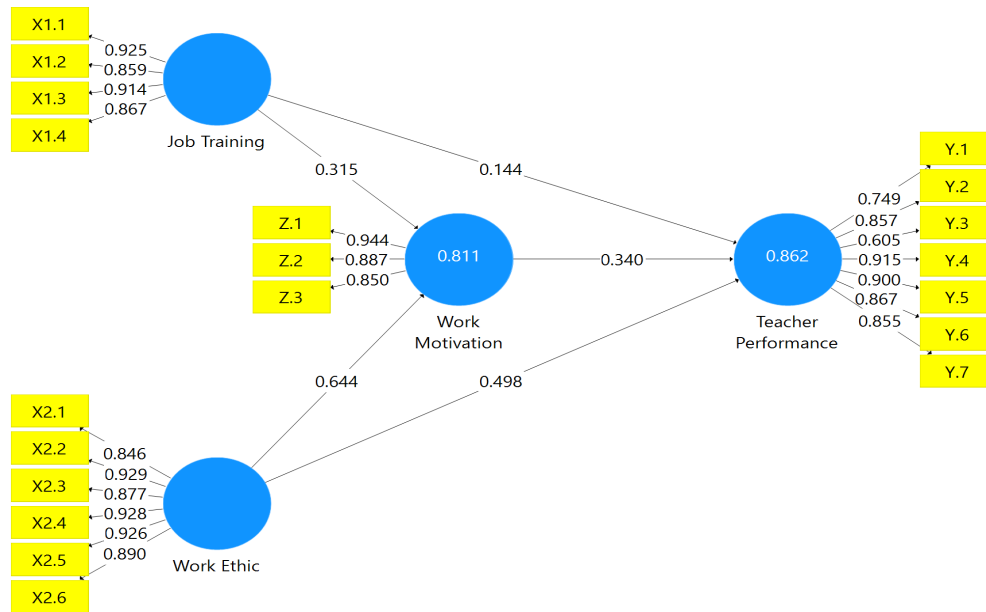 X1.1
X1.2
X1.3
X1.4
0.925
0.859
0.914
0.867
Job Training
0.315
0.144
Z.1
Z.2
Z.3
0.944
0.887
0.850
0.811
Work
Motivation
0.340
0.862
Teacher
Performance
0.749
0.857
0.605
0.915
0.900
0.867
0.855
Y.1
Y.2
Y.3
Y.4
Y.5
Y.6
Y.7
0.644
0.498
X2.1
X2.2
X2.3
X2.4
X2.5
X2.6
0.846
0.929
0.877
0.928
0.926
0.890
Work Ethic